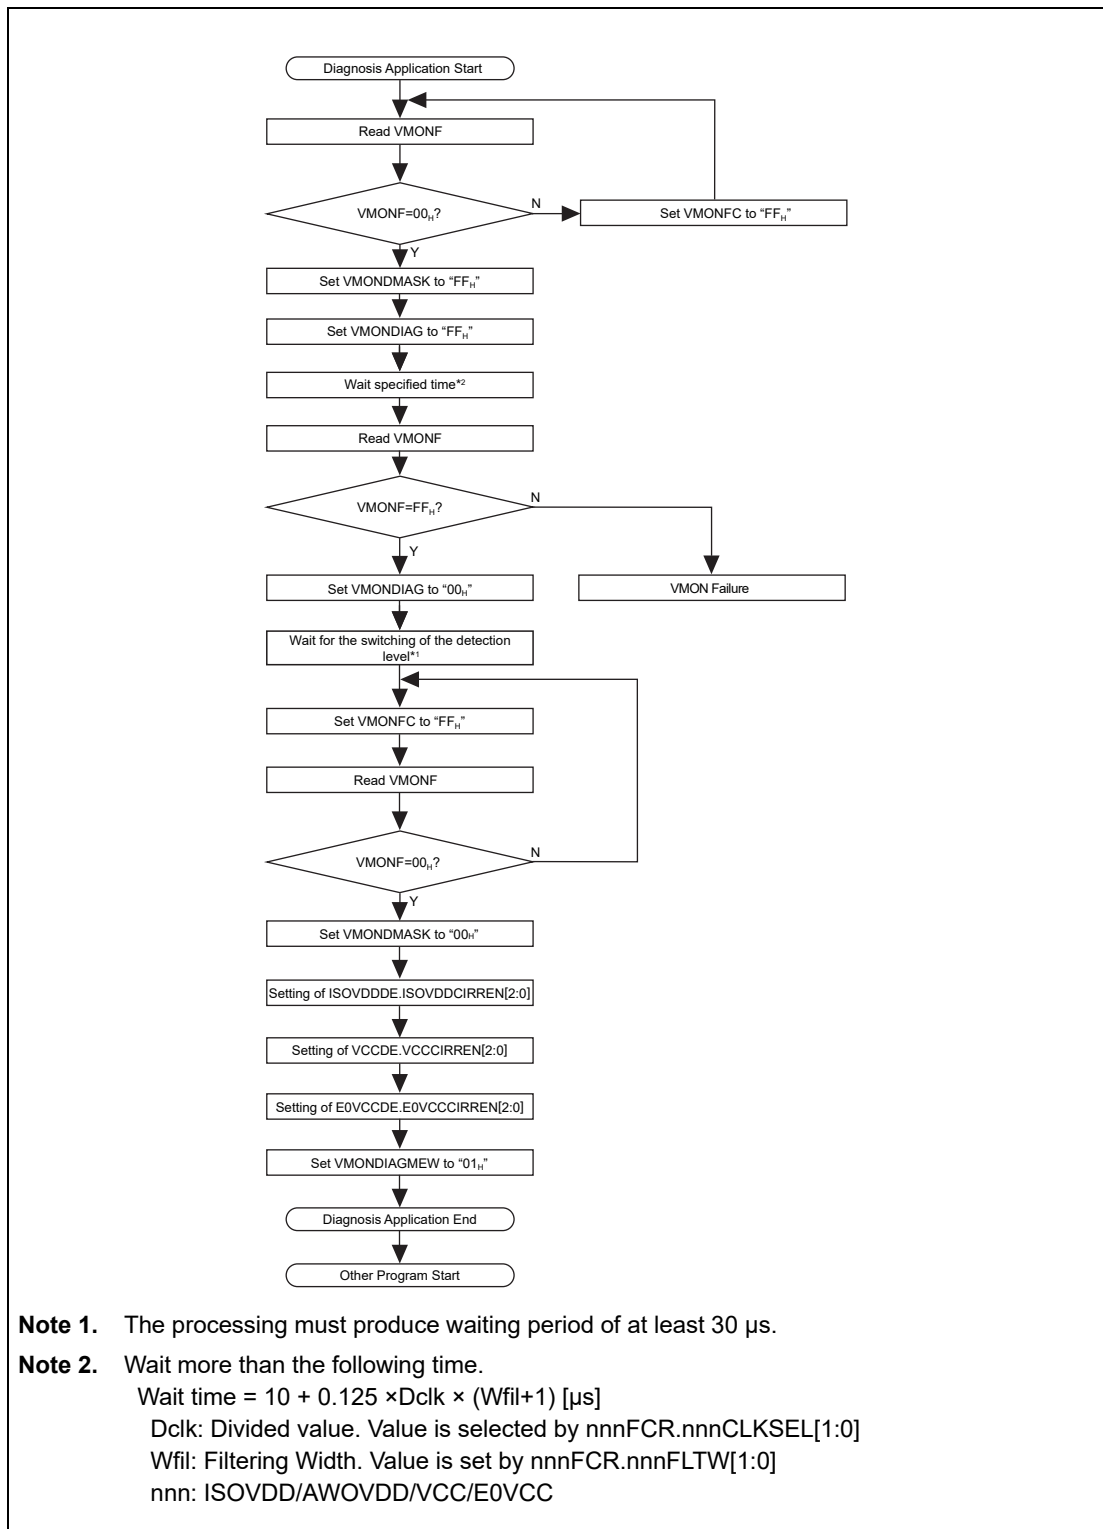 Diagnosis Application Start
Read VMONF
VMONF=00H?
N
Set VMONFC to “FFH”
Y
Set VMONDMASK to “FFH”
Set VMONDIAG to “FFH”
Wait specified time*2
Read VMONF
VMONF=FFH?
N
Y
Set VMONDIAG to “00H”
VMON Failure
Wait for the switching of the detection
level*1
Set VMONFC to “FFH”
Read VMONF
VMONF=00H?
N
Y
Set VMONDMASK to “00H”
Setting of ISOVDDDE.ISOVDDCIRREN[2:0]
Setting of VCCDE.VCCCIRREN[2:0]
Setting of E0VCCDE.E0VCCCIRREN[2:0]
Set VMONDIAGMEW to “01H”
Diagnosis Application End
Other Program Start
Note 1. The processing must produce waiting period of at least 30 µs.
Note 2. Wait more than the following time.
Wait time = 10 + 0.125 ×Dclk × (Wfil+1) [µs]
Dclk: Divided value. Value is selected by nnnFCR.nnnCLKSEL[1:0]
Wfil: Filtering Width. Value is set by nnnFCR.nnnFLTW[1:0]
nnn: ISOVDD/AWOVDD/VCC/E0VCC